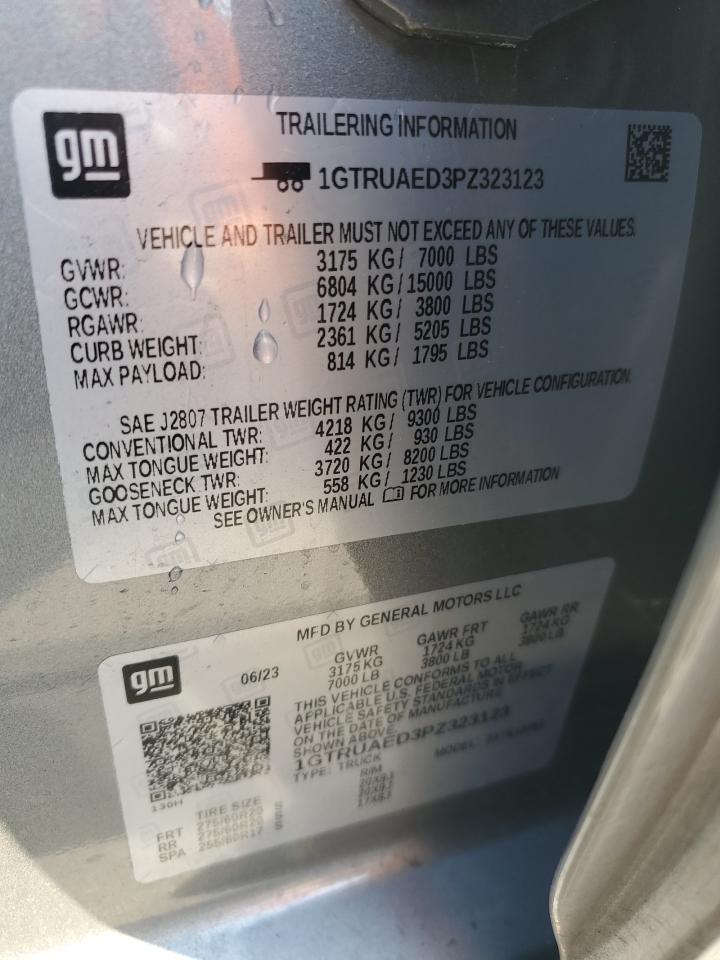 gm
TRAILERING INFORMATION
1GTRUAED3PZ323123
VEHICLE AND TRAILER MUST NOT EXCEED ANY OF THESE VALUES.
GVWR: 3175 KG/ 7000 LBS
GCWR: 6804 KG/15000 LBS
RGAWR: 1724 KG/ 3800 LBS
CURB WEIGHT: 2361 KG/ 5205 LBS
MAX PAYLOAD: 814 KG/ 1795 LBS
SAE J2807 TRAILER WEIGHT RATING (TWR) FOR VEHICLE CONFIGURATION.
CONVENTIONAL TWR: 4218 KG/ 9300 LBS
MAX TONGUE WEIGHT: 422 KG/ 930 LBS
GOOSENECK TWR: 3720 KG/ 8200 LBS
MAX TONGUE WEIGHT: 558 KG/ 1230 LBS
SEE OWNER'S MANUAL FOR MORE INFORMATION
gm
MFD BY GENERAL MOTORS LLC
06/23 GVWR GAWR FRT GAWR RR
3175 KG 1724 KG 1724 KG
7000 LB 3800 LB 3800 LB
THIS VEHICLE CONFORMS TO ALL
APPLICABLE U.S. FEDERAL MOTOR
VEHICLE SAFETY STANDARDS IN EFFECT
ON THE DATE OF MANUFACTURE
SHOWN ABOVE.
1GTRUAED3PZ323123
TYPE: TRUCK MODEL:
130H
TIRE SIZE RIM
FRT 275/60R20 S 20X9J
RR 275/60R20 S 20X9J
SPA 255/80R17 S 17X8J